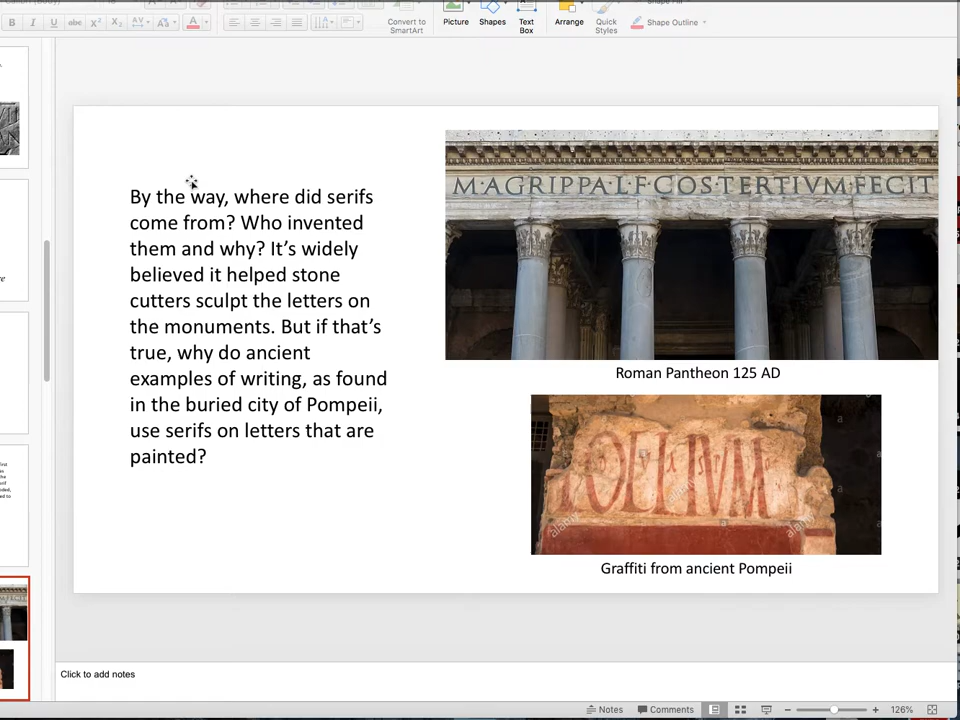 Convert to
SmartArt
Picture
Shapes
Text
Box
Arrange
Quick
Styles
Shape Outline
By the way, where did serifs
come from? Who invented
them and why? It’s widely
believed it helped stone
cutters sculpt the letters on
the monuments. But if that’s
true, why do ancient
examples of writing, as found
in the buried city of Pompeii,
use serifs on letters that are
painted?
M·AGRIPPA·L·F·COS·TERTIVM·FECIT
Roman Pantheon 125 AD
alamy
alamy
a
a
a
a
Graffiti from ancient Pompeii
Click to add notes
Notes
Comments
126%